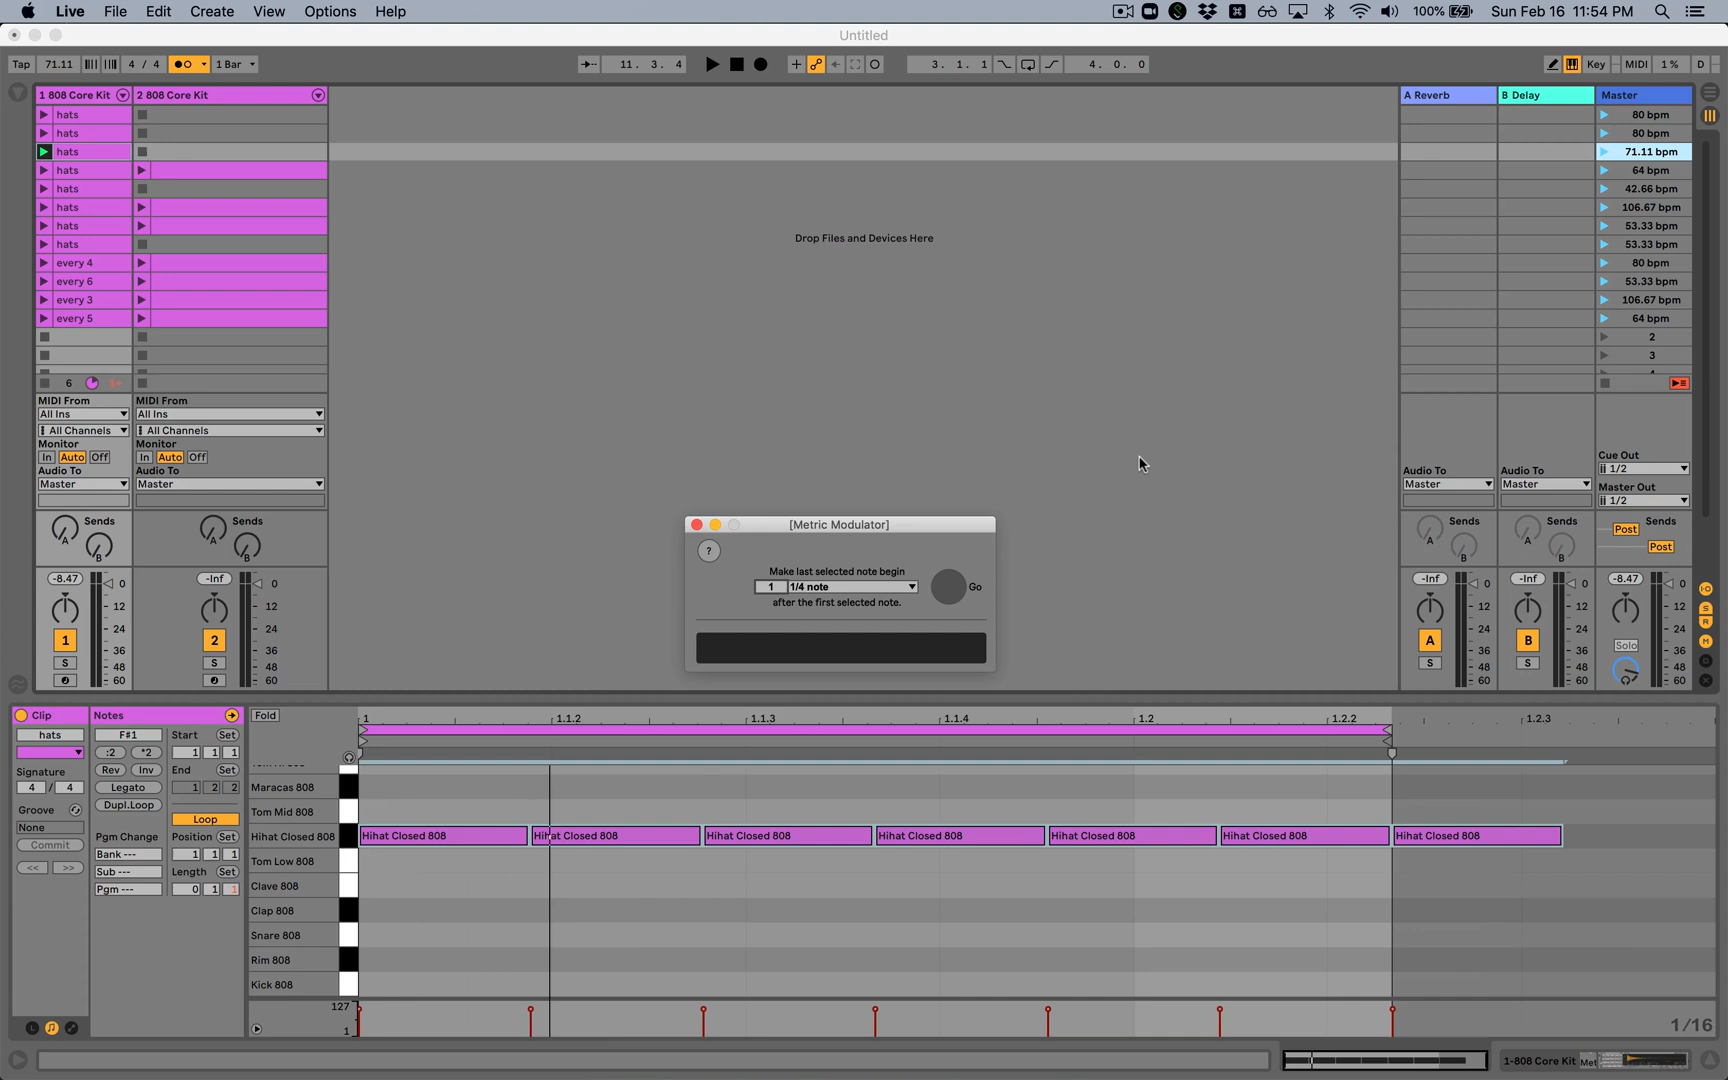 Live File Edit Create View Options Help
100% Sun Feb 16 11:54 PM
Untitled
Tap 71.11 4 / 4 1 Bar 11. 3. 4 3. 1. 1 4. 0. 0 Key MIDI 1 % D
1 808 Core Kit 2 808 Core Kit A Reverb B Delay Master
hats 80 bpm
hats 80 bpm
hats 71.11 bpm
hats 64 bpm
hats 42.66 bpm
hats 106.67 bpm
hats 53.33 bpm
hats 53.33 bpm
every 4 80 bpm
every 6 53.33 bpm
every 3 106.67 bpm
every 5 64 bpm
Drop Files and Devices Here
2
3
6
MIDI From MIDI From
All Ins All Ins
All Channels All Channels
Monitor Monitor
In Auto Off In Auto Off
Audio To Audio To
Master Master
Cue Out
1/2
Audio To Audio To Master Out
Master Master 1/2
Sends Sends Sends Sends Sends
A B A B A B A B Post Post
-8.47 0 -Inf 0 -Inf 0 -Inf 0 -8.47 0
12 12 12 12 12
24 24 24 24 24
1 36 2 36 A 36 B 36 Solo 36
S 48 S 48 S 48 S 48 48
60 60 60 60 60
[Metric Modulator]
?
Make last selected note begin
1 1/4 note Go
after the first selected note.
Clip Notes Fold 1 1.1.2 1.1.3 1.1.4 1.2 1.2.2 1.2.3
hats F#1 Start Set
:2 *2 1 1 1
Signature Rev Inv End Set
4 / 4 Legato 1 2 2
Groove Dupl.Loop
None Loop
Commit Pgm Change Position Set
<< >> Bank --- 1 1 1
Sub --- Length Set
Pgm --- 0 1 1
Maracas 808
Tom Mid 808
Hihat Closed 808 Hihat Closed 808 Hihat Closed 808 Hihat Closed 808 Hihat Closed 808 Hihat Closed 808 Hihat Closed 808 Hihat Closed 808
Tom Low 808
Clave 808
Clap 808
Snare 808
Rim 808
Kick 808
127
1
1/16
1-808 Core Kit Met